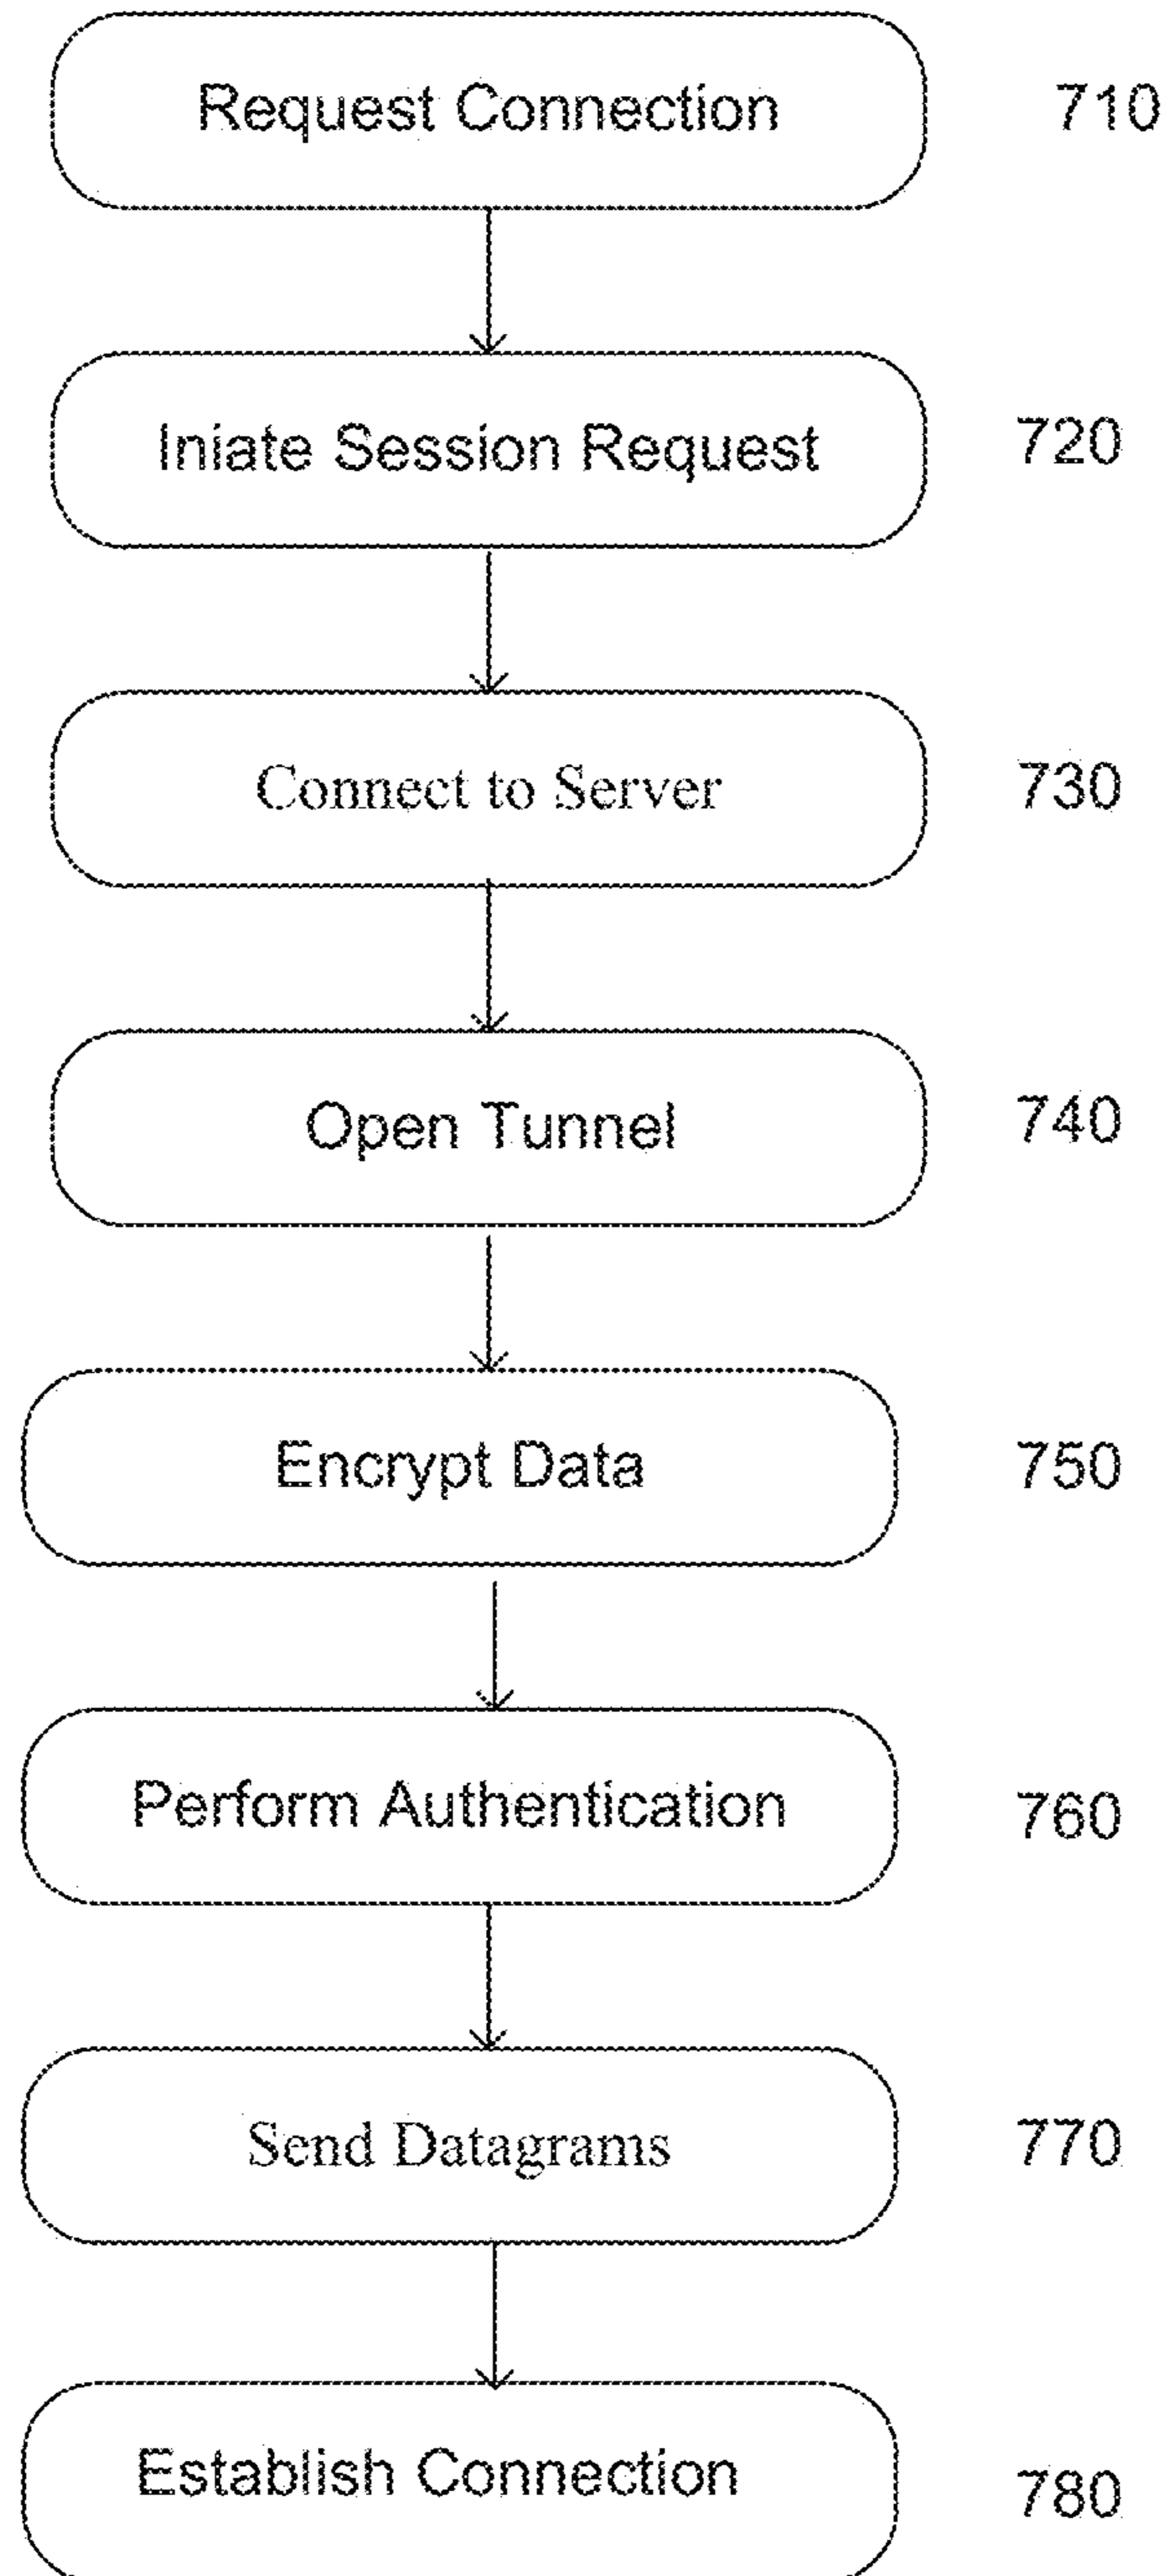 Request Connection 710
Iniate Session Request 720
Connect to Server 730
Open Tunnel 740
Encrypt Data 750
Perform Authentication 760
Send Datagrams 770
Establish Connection 780